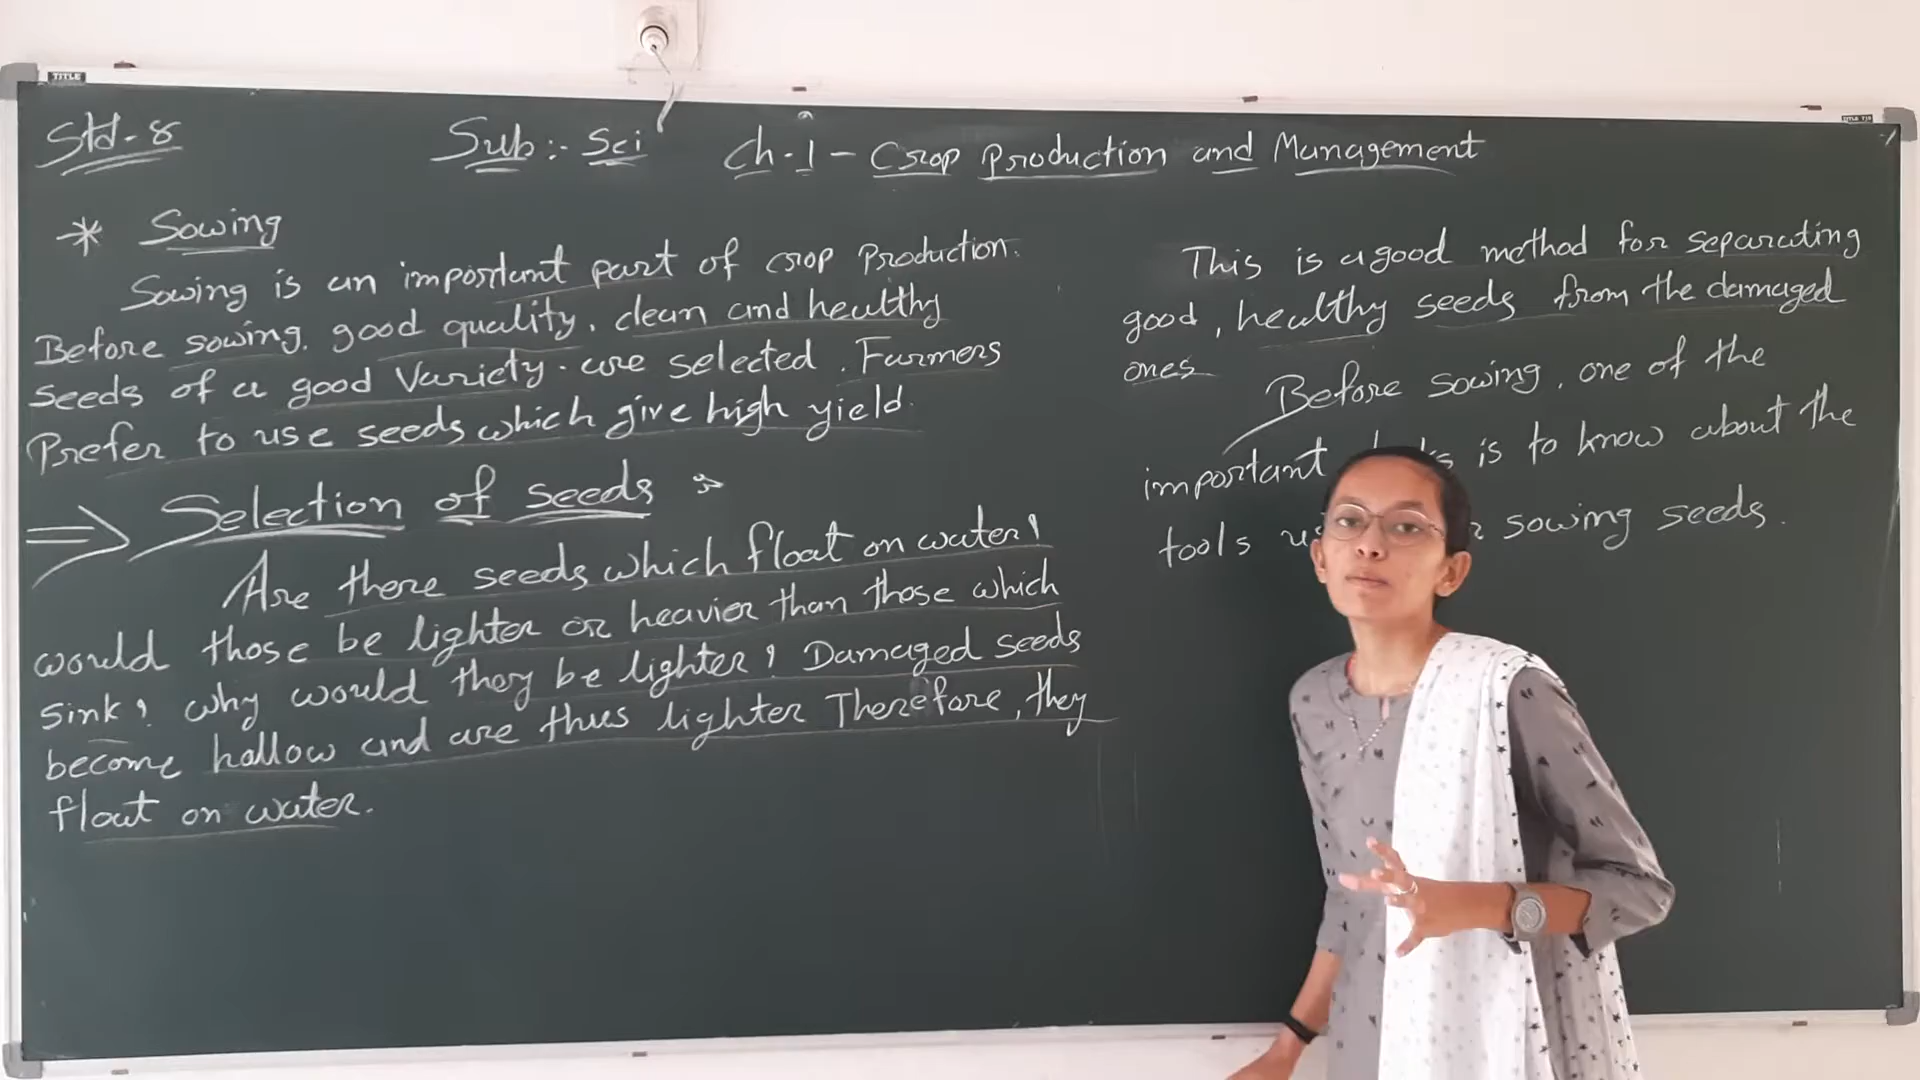 TITLE
Std-8 Sub:- Sci Ch-1 - Crop Production and Management
* Sowing
Sowing is an important part of crop Production.
Before sowing, good quality, clean and healthy
seeds of a good Variety. are selected. Farmers
Prefer to use seeds which give high yield.
⇒ Selection of seeds :-
Are there seeds which float on water?
would those be lighter or heavier than those which
sink? why would they be lighter? Damaged seeds
become hallow and are thus lighter Therefore, they
float on water.
This is a good method for separating
good, healthy seeds from the damaged
ones
Before sowing, one of the
important is to know about the
tools sowing seeds.